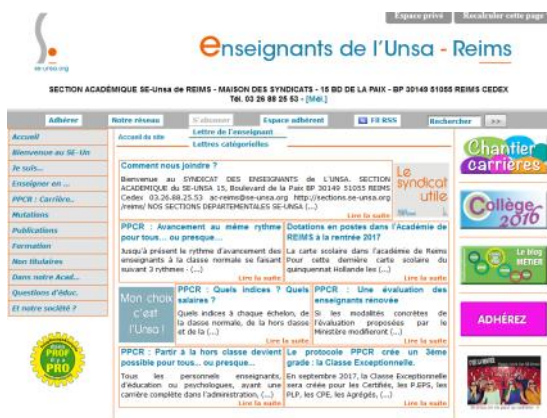 Espace privé Recalculer cette page
se-unsa.org
enseignants de l'Unsa - Reims
SECTION ACADÉMIQUE SE-Unsa de REIMS - MAISON DES SYNDICATS - 15 BD DE LA PAIX - BP 30149 51055 REIMS CEDEX
Tél. 03 26 88 25 53 - [Mél.]
Adhérer Notre réseau S'abonner Espace adhérent Fil RSS Rechercher >>
Lettre de l'enseignant
Lettres catégorielles
Accueil
Bienvenue au SE-Un
Je suis...
Enseigner en ...
PPCR : Carrière..
Mutations
Publications
Formation
Non titulaires
Dans notre Acad...
Questions d'éduc.
Et notre société ?
quand
PROF
il y a
PRO
Accueil du site
Comment nous joindre ?
Bienvenue au SYNDICAT DES ENSEIGNANTS de L'UNSA. SECTION
ACADEMIQUE du SE-UNSA 15, Boulevard de la Paix BP 30149 51055 REIMS
Cedex 03.26.88.25.53 ac-reims@se-unsa.org http://sections.se-unsa.org
/reims/ NOS SECTIONS DEPARTEMENTALES SE-UNSA (...)
Lire la suite
Le
syndicat
utile
PPCR : Avancement au même rythme
pour tous... ou presque...
Jusqu'à présent le rythme d'avancement des
enseignants à la classe normale se faisant
suivant 3 rythmes - (...)
Lire la suite
Dotations en postes dans l'Académie de
REIMS à la rentrée 2017
La carte scolaire dans l'académie de Reims
Pour cette dernière carte scolaire du
quinquennat Hollande les (...)
Lire la suite
Mon choix
c'est
l'Unsa !
PPCR : Quels indices ? Quels
salaires ?
Quels indices à chaque échelon, de
la classe normale, de la hors classe
et de la (...)
Lire la suite
PPCR : Une évaluation des
enseignants rénovée
Si les modalités concrètes de
l'évaluation proposées par le
Ministère modifieront (...)
Lire la suite
PPCR : Partir à la hors classe devient
possible pour tous... ou presque...
Tous les personnels enseignants,
d'éducation ou psychologues, ayant une
carrière complète dans l'administration, (...)
Lire la suite
Le protocole PPCR crée un 3ème
grade : la Classe Exceptionnelle.
En septembre 2017, la Classe Exceptionnelle
sera créée pour les Certifiés, les P.EPS, les
PLP, les CPE, les Agrégés, (...)
Lire la suite
Chantier
carrières
Collège
2016
Le blog
MÉTIER
ADHÉREZ